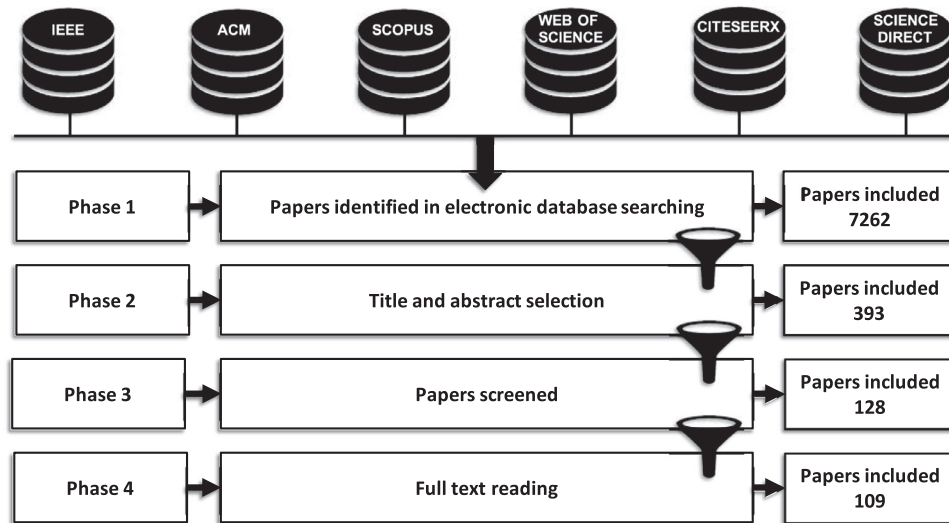 IEEE
ACM
SCOPUS
WEB OF
SCIENCE
CITESEERX
SCIENCE
DIRECT
Phase 1
Papers identified in electronic database searching
Papers included
7262
Phase 2
Title and abstract selection
Papers included
393
Phase 3
Papers screened
Papers included
128
Phase 4
Full text reading
Papers included
109